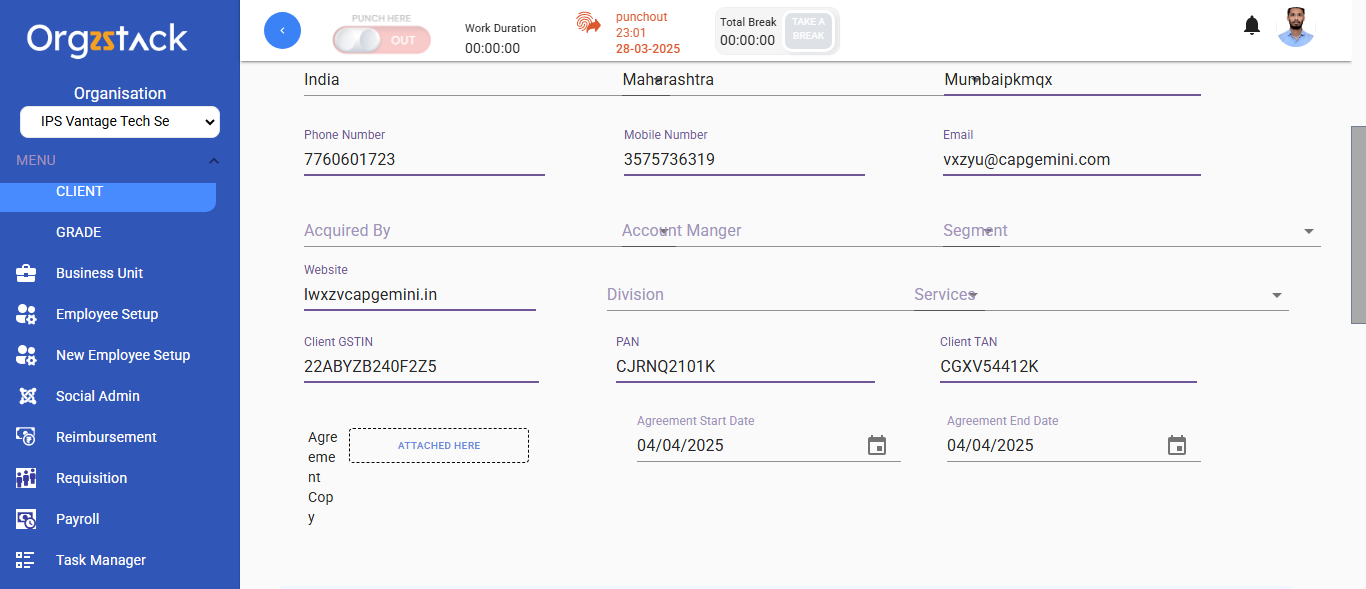 Orgzstack
Organisation
IPS Vantage Tech Se
MENU
CLIENT
GRADE
Business Unit
Employee Setup
New Employee Setup
Social Admin
Reimbursement
Requisition
Payroll
Task Manager
PUNCH HERE
OUT
Work Duration
00:00:00
punchout
23:01
28-03-2025
Total Break
00:00:00
TAKE A
BREAK
India Maharashtra Mumbaipkmqx
Phone Number Mobile Number Email
7760601723 3575736319 vxzyu@capgemini.com
Acquired By Account Manger Segment
Website
lwxzvcapgemini.in Division Services
Client GSTIN PAN Client TAN
22ABYZB240F2Z5 CJRNQ2101K CGXV54412K
Agre
eme
nt
Cop
y
ATTACHED HERE
Agreement Start Date Agreement End Date
04/04/2025 04/04/2025